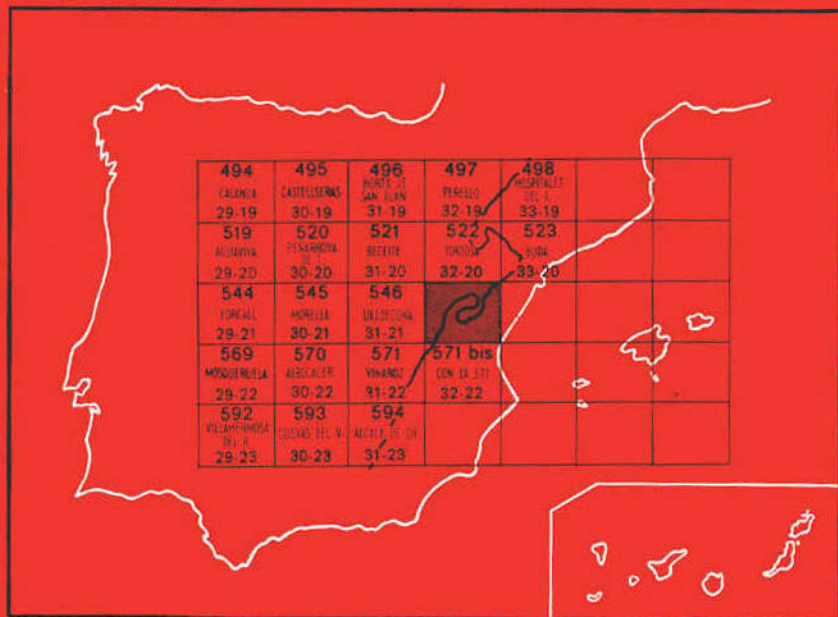 494 495 496 497 498
CALANDA CASTELLSERAS HORTA DE SAN JUAN PERELLO HOSPITALET DEL I.
29-19 30-19 31-19 32-19 33-19
519 520 521 522 523
AGUAVIVA PEÑARROYA DE T. BECEITE TORTOSA BUDA
29-20 30-20 31-20 32-20 33-20
544 545 546
FORCALL MORELLA ULLDECONA
29-21 30-21 31-21
569 570 571 571 bis
MOSQUERUELA ALBOCACER VINAROZ CON LA 571
29-22 30-22 31-22 32-22
592 593 594
VILLAHERMOSA DEL R. CUEVAS DEL V. ALCALA DE CH.
29-23 30-23 31-23